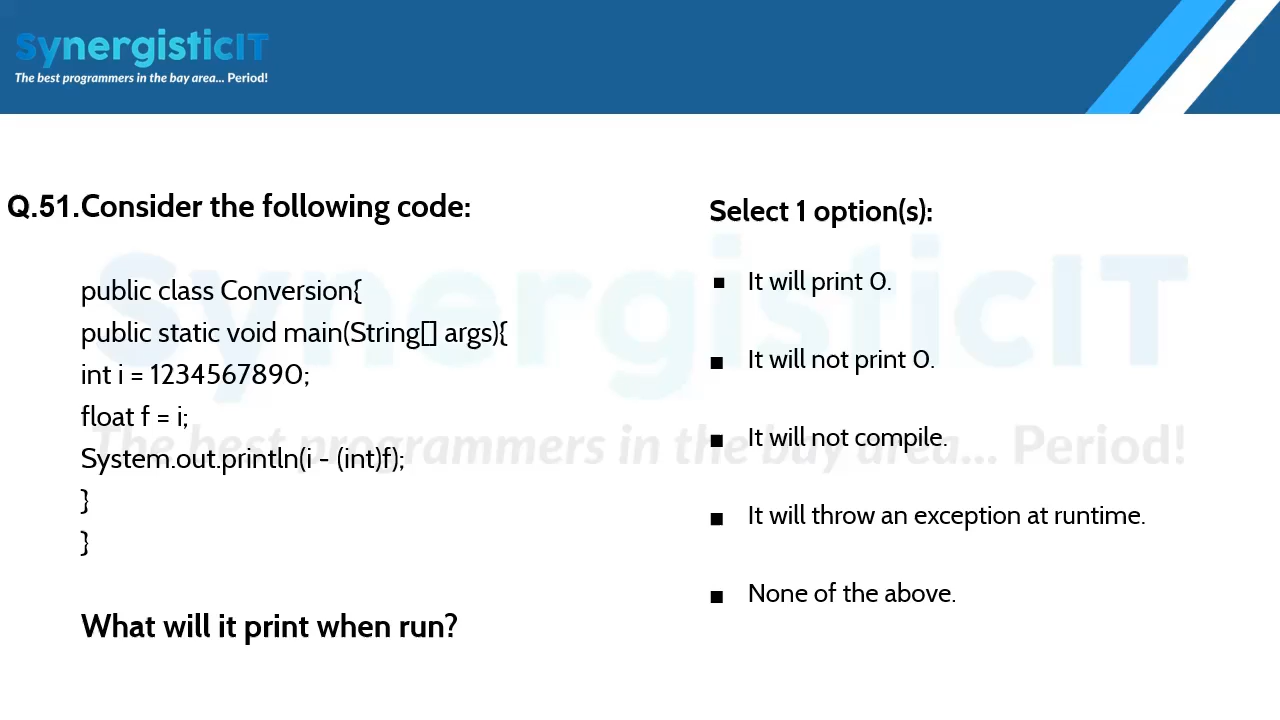 SynergisticIT
The best programmers in the bay area... Period!
Q.51.Consider the following code:
public class Conversion{
public static void main(String[] args){
int i = 1234567890;
float f = i;
System.out.println(i - (int)f);
}
}
What will it print when run?
Select 1 option(s):
▪ It will print 0.
▪ It will not print 0.
▪ It will not compile.
▪ It will throw an exception at runtime.
▪ None of the above.
SynergisticIT
The best programmers in the bay area... Period!